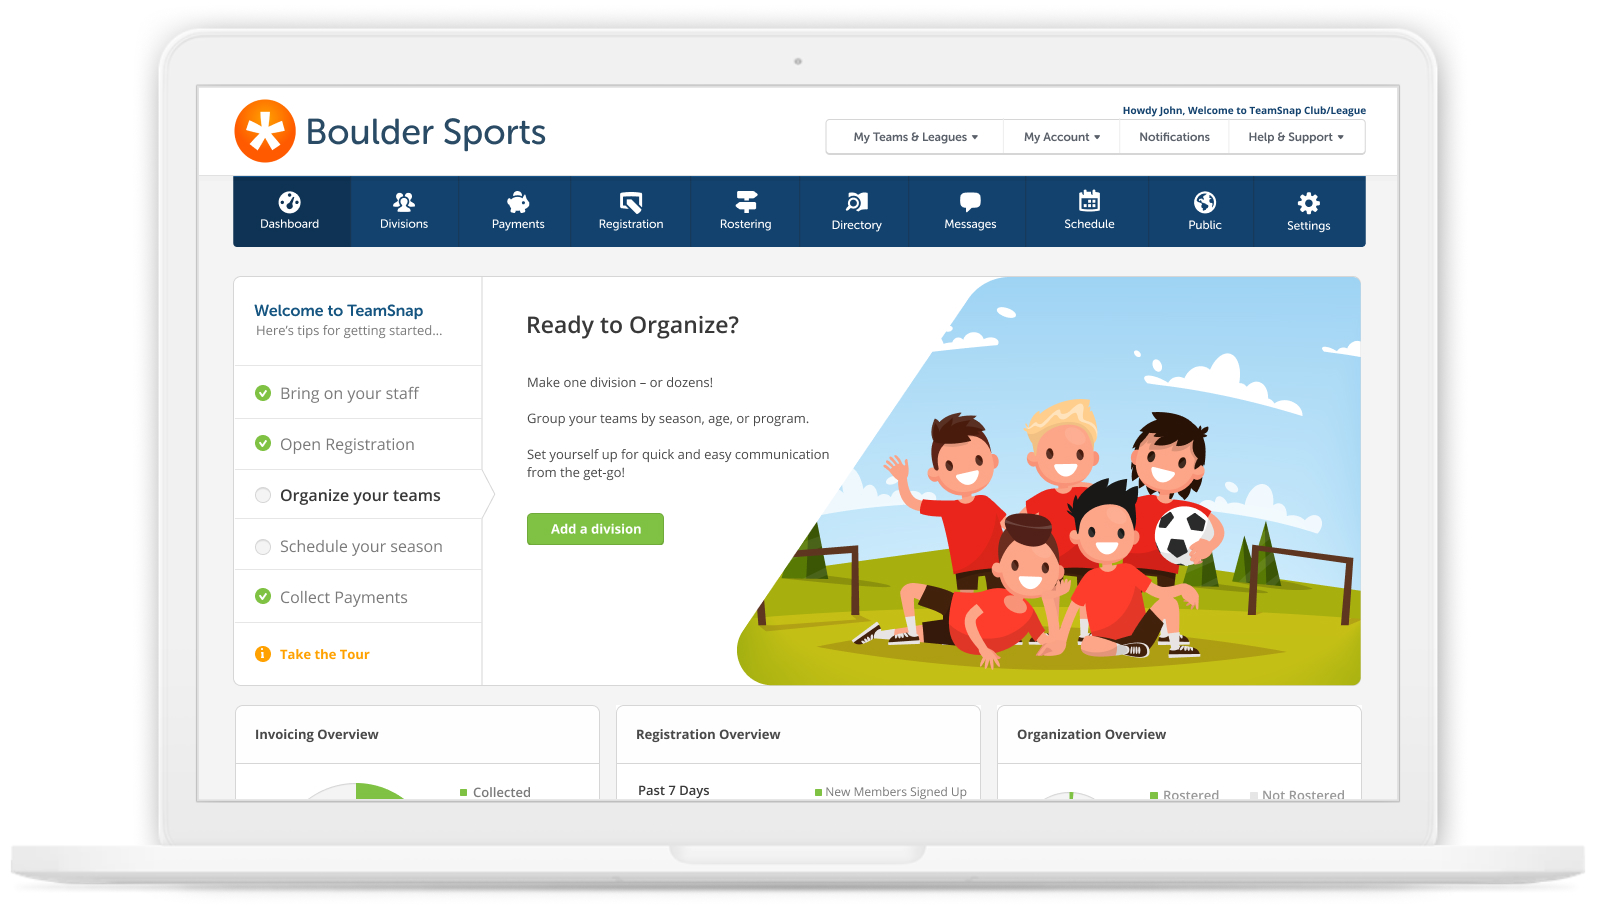 Boulder Sports
Howdy John, Welcome to TeamSnap Club/League
My Teams & Leagues
My Account
Notifications
Help & Support
Dashboard
Divisions
Payments
Registration
Rostering
Directory
Messages
Schedule
Public
Settings
Welcome to TeamSnap
Here's tips for getting started...
Bring on your staff
Open Registration
Organize your teams
Schedule your season
Collect Payments
Take the Tour
Ready to Organize?
Make one division – or dozens!
Group your teams by season, age, or program.
Set yourself up for quick and easy communication
from the get-go!
Add a division
Invoicing Overview
Collected
Registration Overview
Past 7 Days
New Members Signed Up
Organization Overview
Rostered
Not Rostered